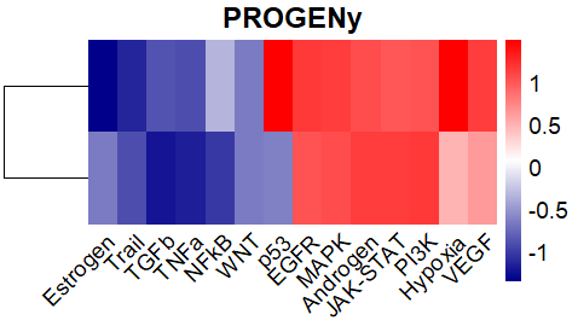 PROGENy
1
0.5
0
-0.5
-1
Estrogen
Trail
TGFb
TNFa
NFkB
WNT
p53
EGFR
MAPK
Androgen
JAK-STAT
PI3K
Hypoxia
VEGF